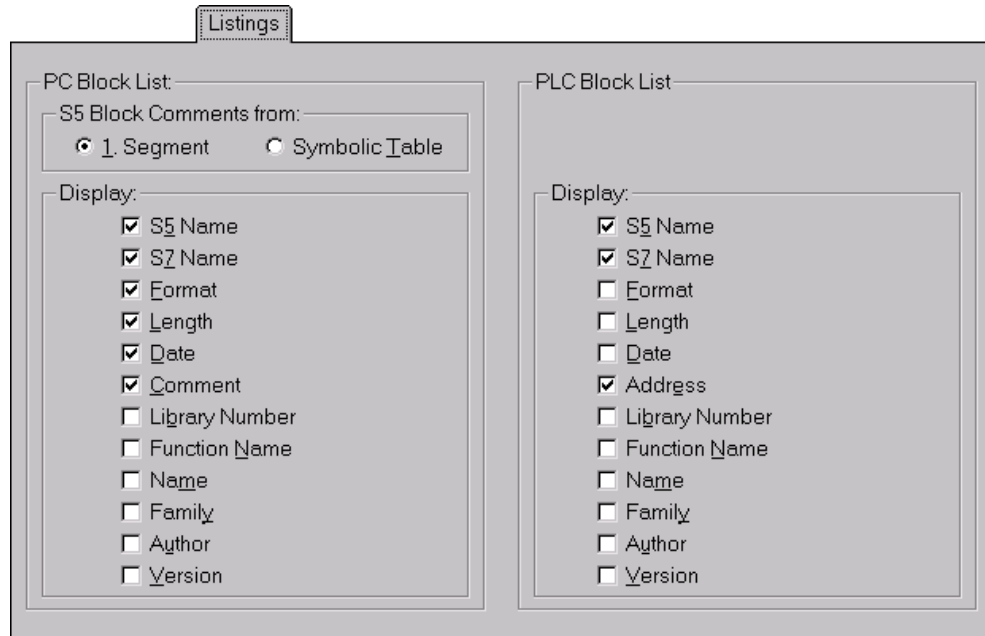 Listings
PC Block List:
S5 Block Comments from:
1. Segment Symbolic Table
Display:
S5 Name
S7 Name
Format
Length
Date
Comment
Library Number
Function Name
Name
Family
Author
Version
PLC Block List
Display:
S5 Name
S7 Name
Format
Length
Date
Address
Library Number
Function Name
Name
Family
Author
Version